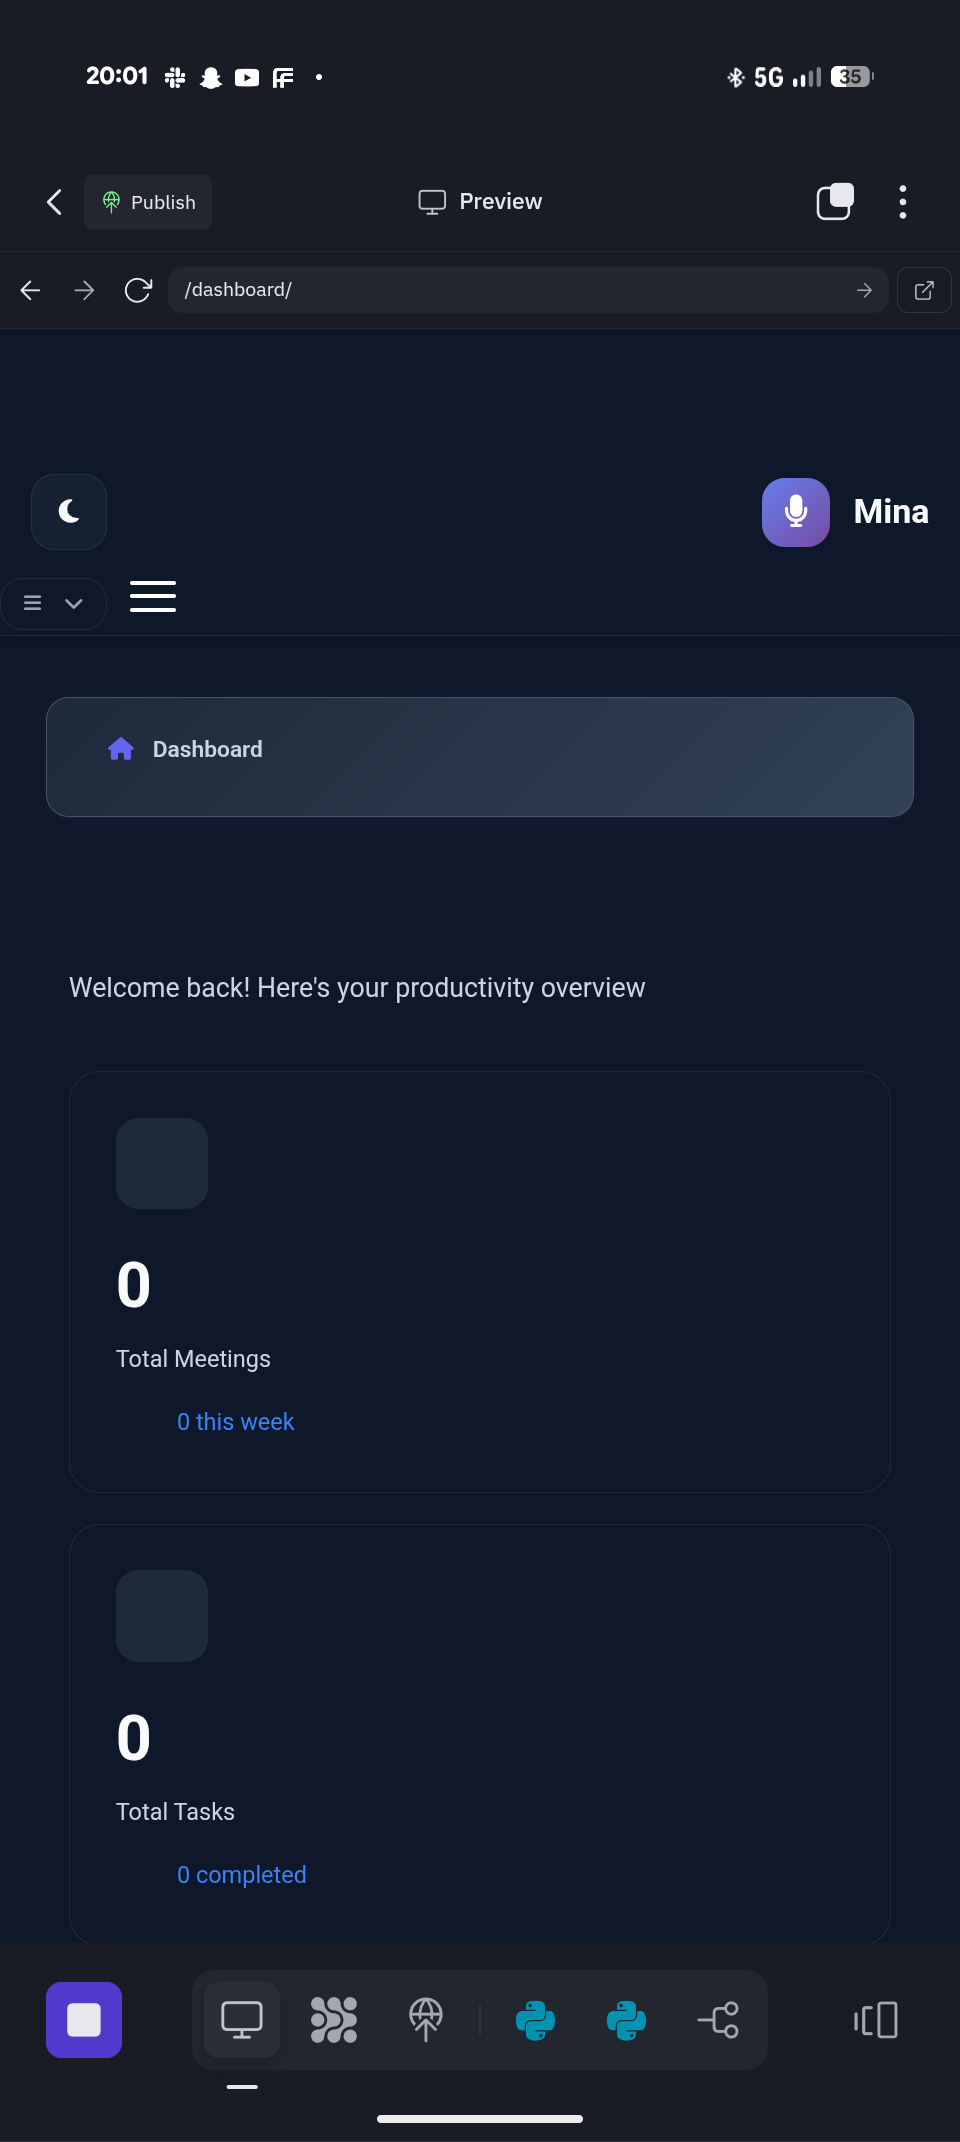 20:01
5G
35
Publish
Preview
/dashboard/
Mina
Dashboard
Welcome back! Here's your productivity overview
0
Total Meetings
0 this week
0
Total Tasks
0 completed